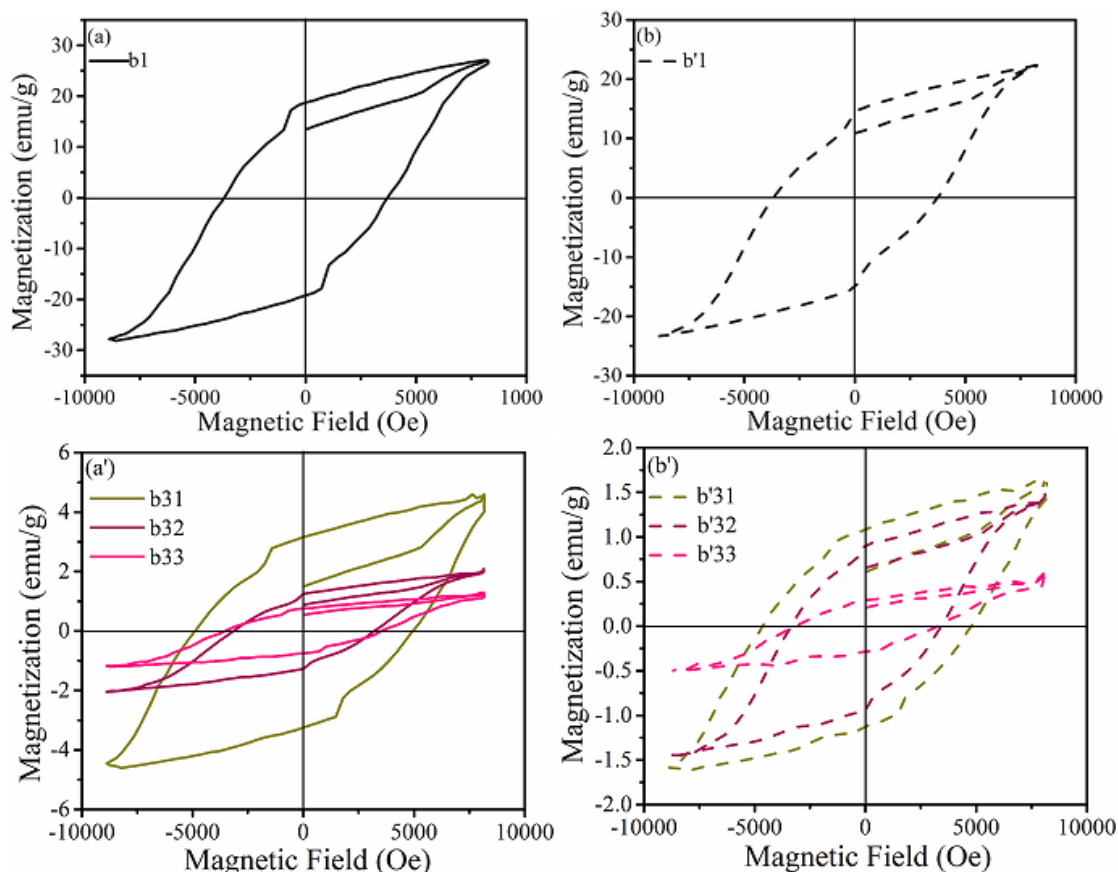 (a)
b1
30
20
10
0
-10
-20
-30
Magnetization (emu/g)
-10000 -5000 0 5000 1000
Magnetic Field (Oe)
(b)
b'1
30
20
10
0
-10
-20
-30
Magnetization (emu/g)
-10000 -5000 0 5000 10000
Magnetic Field (Oe)
(a')
b31
b32
b33
6
4
2
0
-2
-4
-6
Magnetization (emu/g)
-10000 -5000 0 5000 10000
Magnetic Field (Oe)
(b')
b'31
b'32
b'33
2.0
1.5
1.0
0.5
0.0
-0.5
-1.0
-1.5
-2.0
Magnetization (emu/g)
-10000 -5000 0 5000 10000
Magnetic Field (Oe)